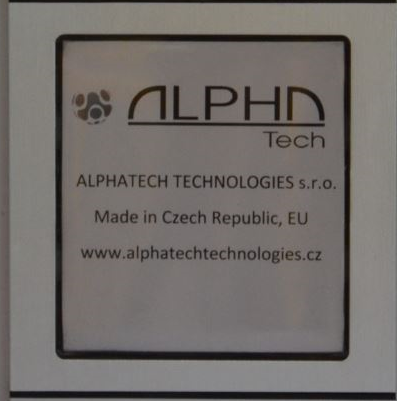 ALPHA
Tech
ALPHATECH TECHNOLOGIES s.r.o.
Made in Czech Republic, EU
www.alphatechtechnologies.cz